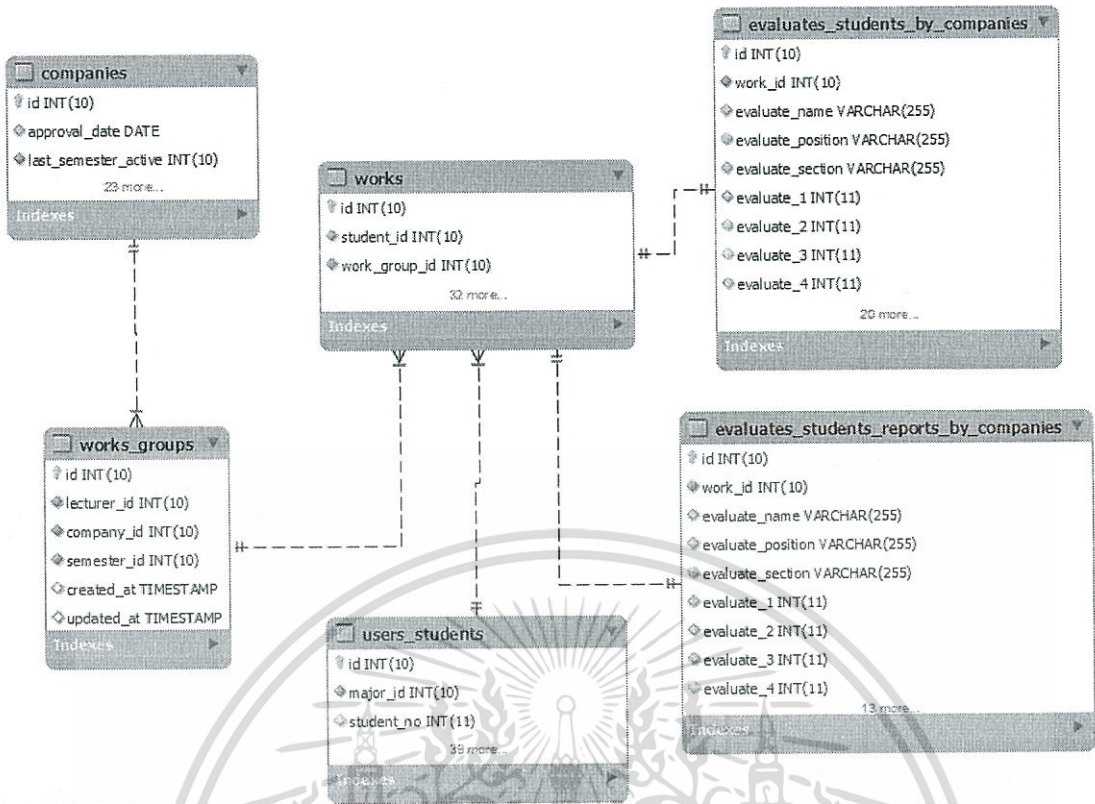 companies
id INT(10)
approval_date DATE
last_semester_active INT(10)
23 more...
Indexes
works
id INT(10)
student_id INT(10)
work_group_id INT(10)
32 more...
Indexes
evaluates_students_by_companies
id INT(10)
work_id INT(10)
evaluate_name VARCHAR(255)
evaluate_position VARCHAR(255)
evaluate_section VARCHAR(255)
evaluate_1 INT(11)
evaluate_2 INT(11)
evaluate_3 INT(11)
evaluate_4 INT(11)
20 more...
Indexes
works_groups
id INT(10)
lecturer_id INT(10)
company_id INT(10)
semester_id INT(10)
created_at TIMESTAMP
updated_at TIMESTAMP
Indexes
users_students
id INT(10)
major_id INT(10)
student_no INT(11)
39 more...
Indexes
evaluates_students_reports_by_companies
id INT(10)
work_id INT(10)
evaluate_name VARCHAR(255)
evaluate_position VARCHAR(255)
evaluate_section VARCHAR(255)
evaluate_1 INT(11)
evaluate_2 INT(11)
evaluate_3 INT(11)
evaluate_4 INT(11)
13 more...
Indexes